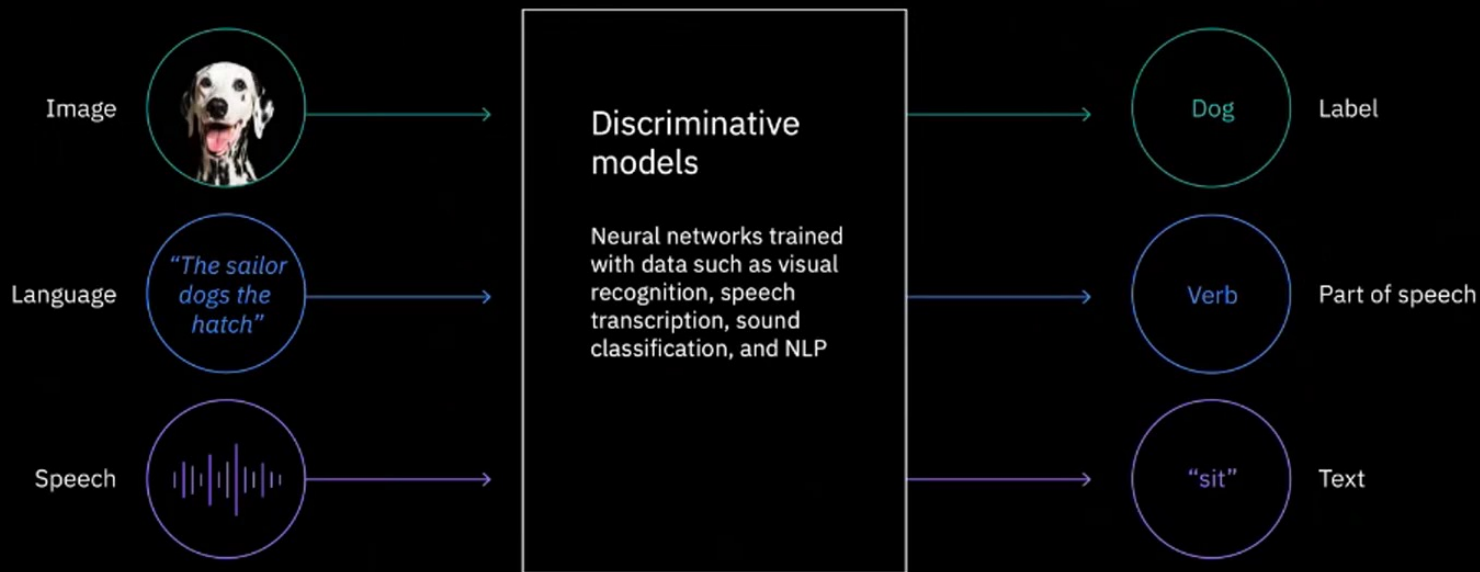 Image
Dog
Label
Discriminative
models
Neural networks trained
with data such as visual
recognition, speech
transcription, sound
classification, and NLP
Language
“The sailor
dogs the
hatch”
Verb
Part of speech
Speech
“sit”
Text